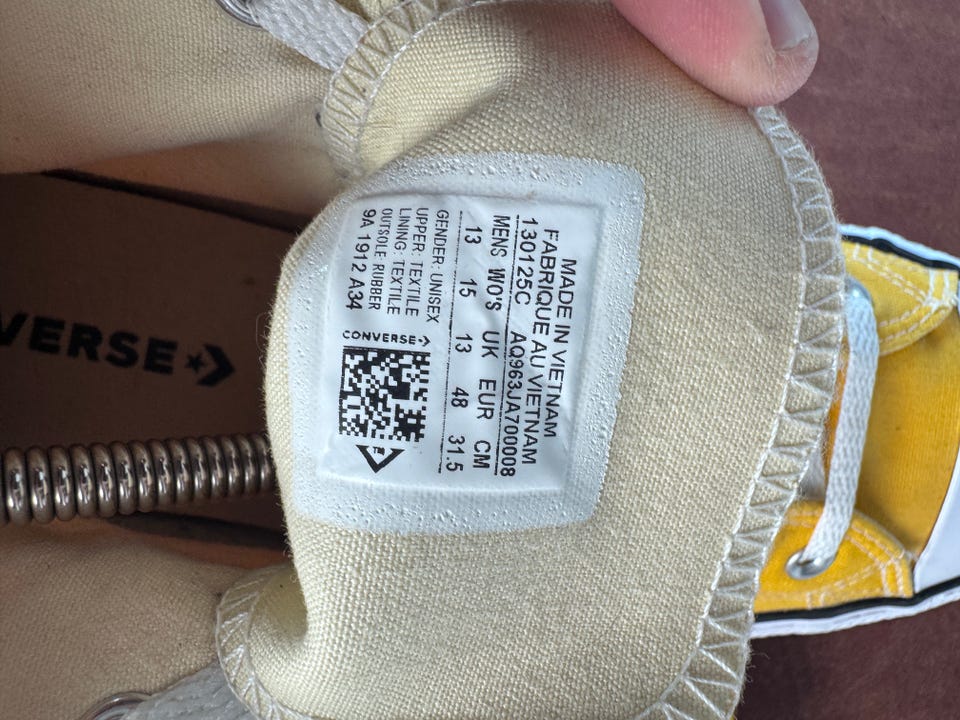 MADE IN VIETNAM
FABRIQUE AU VIETNAM
130125C AQ963JA700008
MENS WO'S UK EUR CM
13 15 13 48 31.5
GENDER: UNISEX
UPPER: TEXTILE
LINING: TEXTILE
OUTSOLE: RUBBER
9A 1912 A34
CONVERSE
VERSE